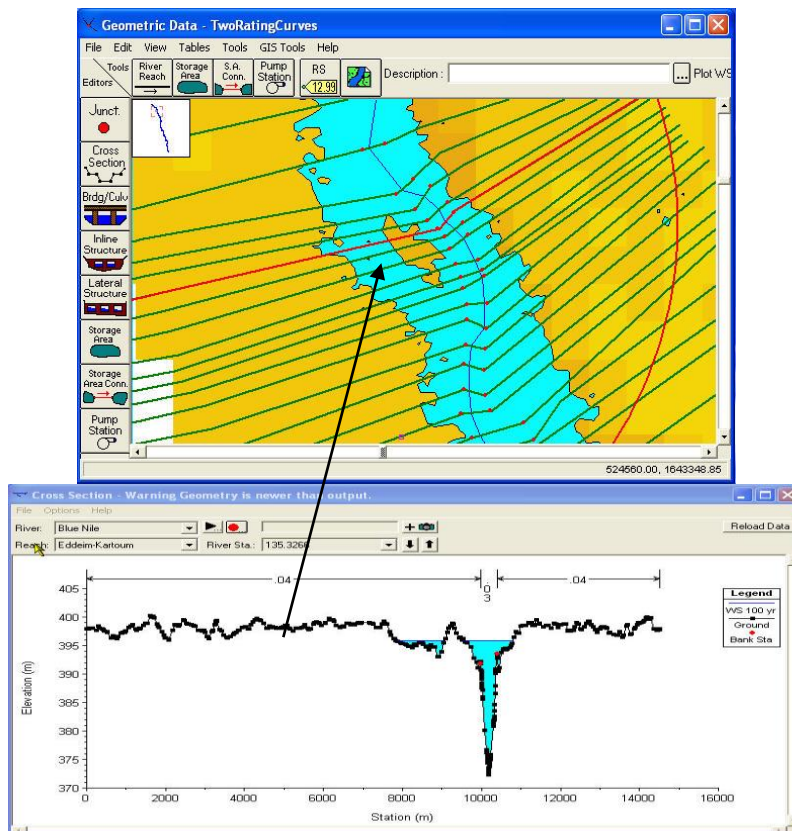 Geometric Data - TwoRatingCurves
File Edit View Tables Tools GIS Tools Help
Tools
Editors
River
Reach
Storage
Area
S.A.
Conn.
Pump
Station
RS
12.99
Description :
...
Plot WS
Junct.
Cross
Section
Brdg/Culv
Inline
Structure
Lateral
Structure
Storage
Area
Storage
Area Conn.
Pump
Station
524560.00, 1643348.85
Cross Section - Warning Geometry is newer than output.
File Options Help
River: Blue Nile
Reload Data
Reach: Eddeim-Kartoum River Sta.: 135.3266
.04 .03 .04
Legend
WS 100 yr
Ground
Bank Sta
405
400
395
390
385
380
375
370
Elevation (m)
0 2000 4000 6000 8000 10000 12000 14000 16000
Station (m)